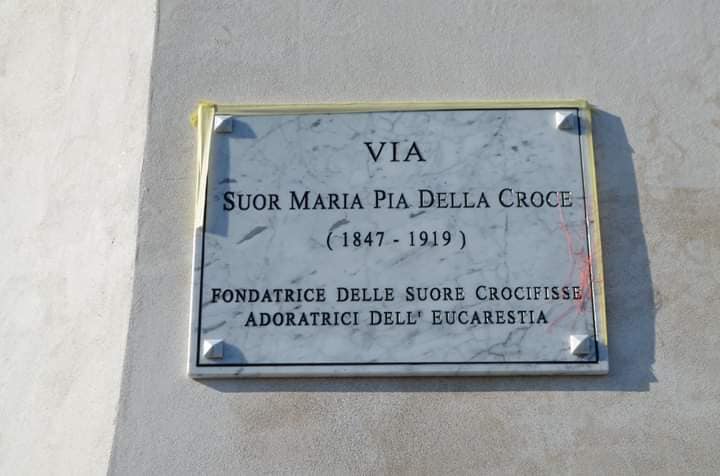 VIA
SUOR MARIA PIA DELLA CROCE
(1847 - 1919)
FONDATRICE DELLE SUORE CROCIFISSE
ADORATRICI DELL' EUCARESTIA